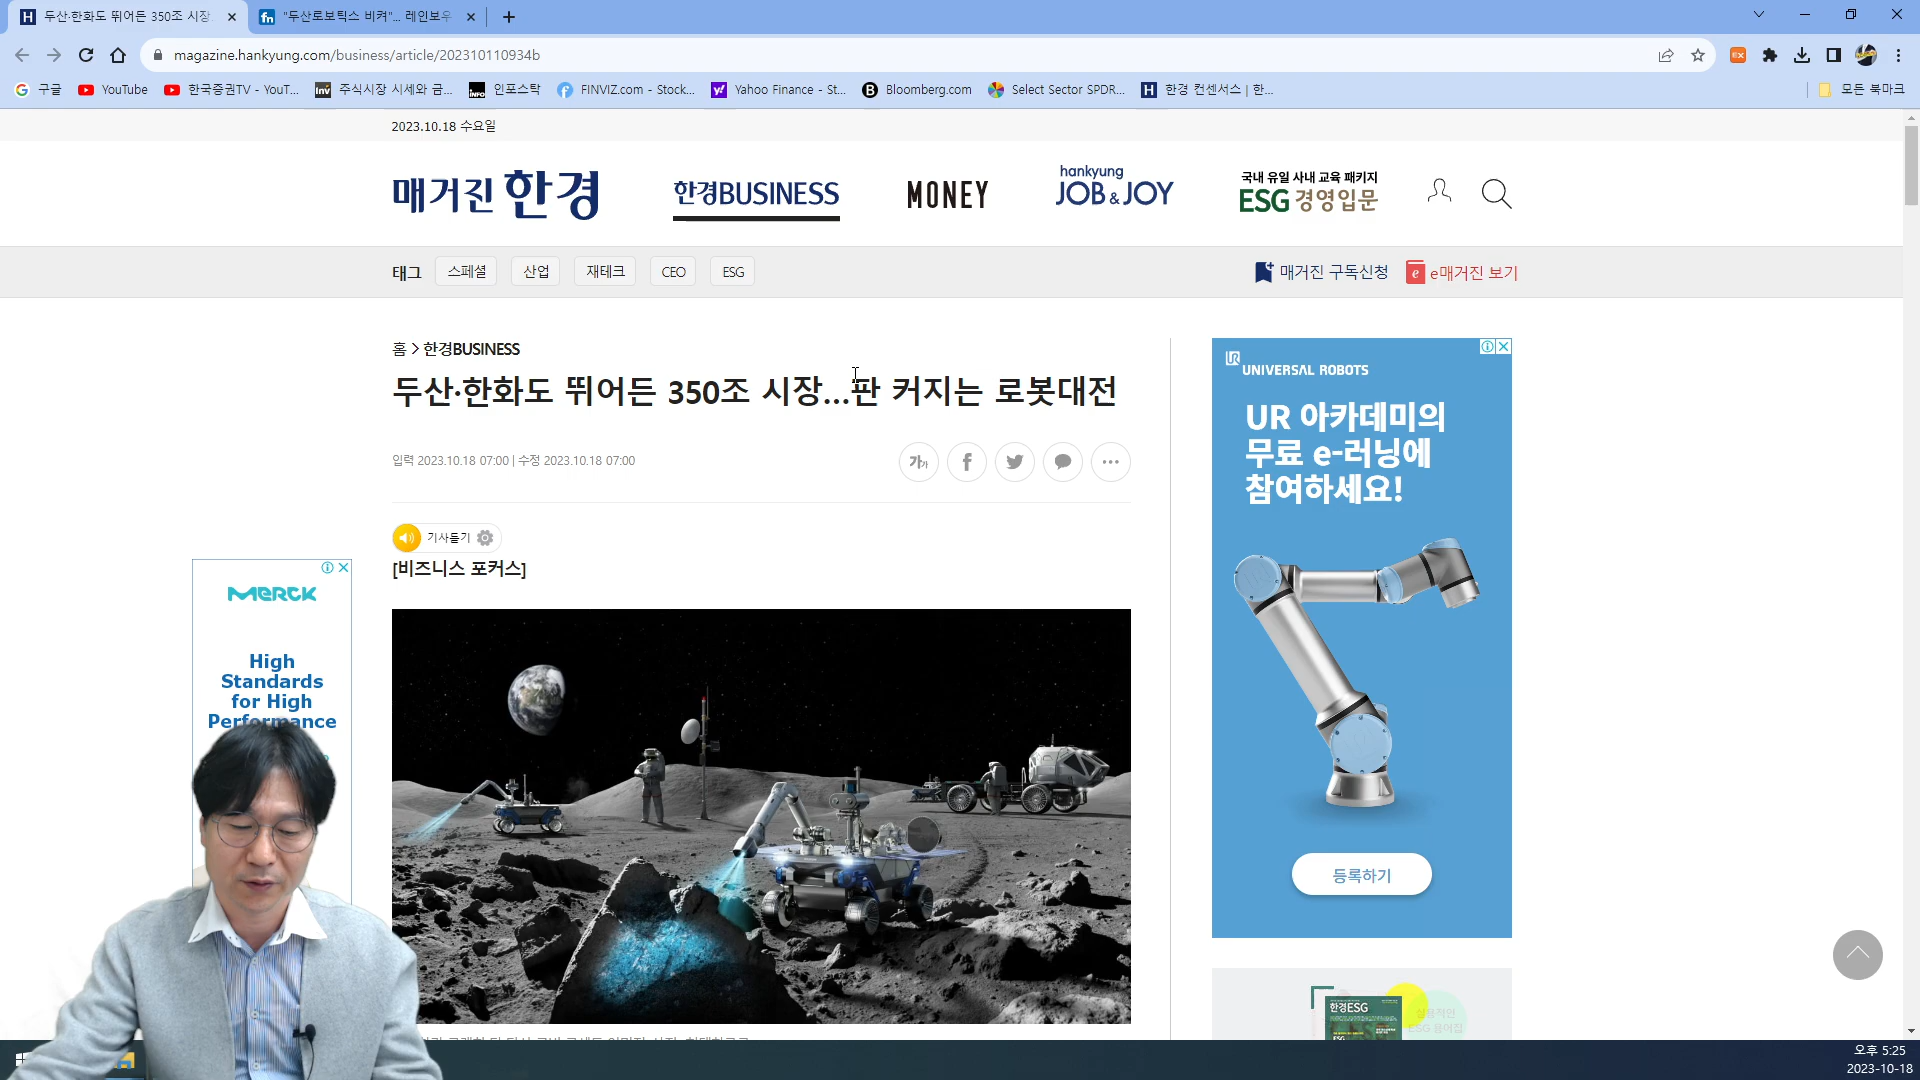 두산·한화도 뛰어든 350조 시장
"두산로보틱스 비켜"... 레인보우
magazine.hankyung.com/business/article/202310110934b
구글
YouTube
한국증권TV - YouT...
주식시장 시세와 금...
인포스탁
FINVIZ.com - Stock...
Yahoo Finance - St...
Bloomberg.com
Select Sector SPDR...
한경 컨센서스 | 한...
모든 북마크
2023.10.18 수요일
매거진 한경
한경BUSINESS
MONEY
hankyung
JOB & JOY
국내 유일 사내 교육 패키지
ESG 경영입문
태그
스페셜
산업
재테크
CEO
ESG
매거진 구독신청
e매거진 보기
홈 > 한경BUSINESS
두산·한화도 뛰어든 350조 시장...판 커지는 로봇대전
입력 2023.10.18 07:00 | 수정 2023.10.18 07:00
가가
기사듣기
[비즈니스 포커스]
MERCK
High
Standards
for High
Performance
UR
UNIVERSAL ROBOTS
UR 아카데미의
무료 e-러닝에
참여하세요!
등록하기
한경ESG
ESG 용어집
오후 5:25
2023-10-18